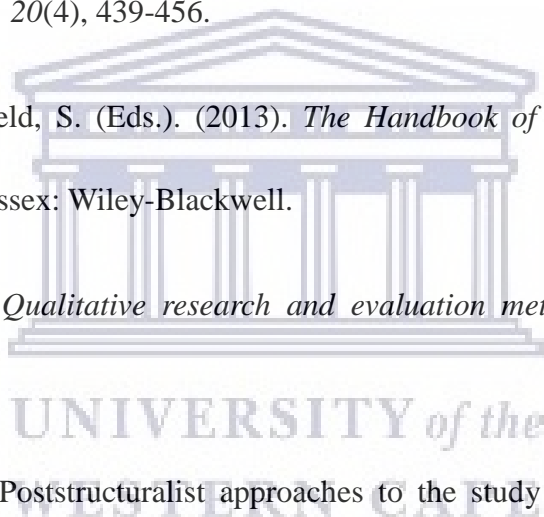 20(4), 439-456.
eld, S. (Eds.). (2013). The Handbook of
ssex: Wiley-Blackwell.
Qualitative research and evaluation met
UNIVERSITY of the
Poststructuralist approaches to the study
WESTERN CAPE